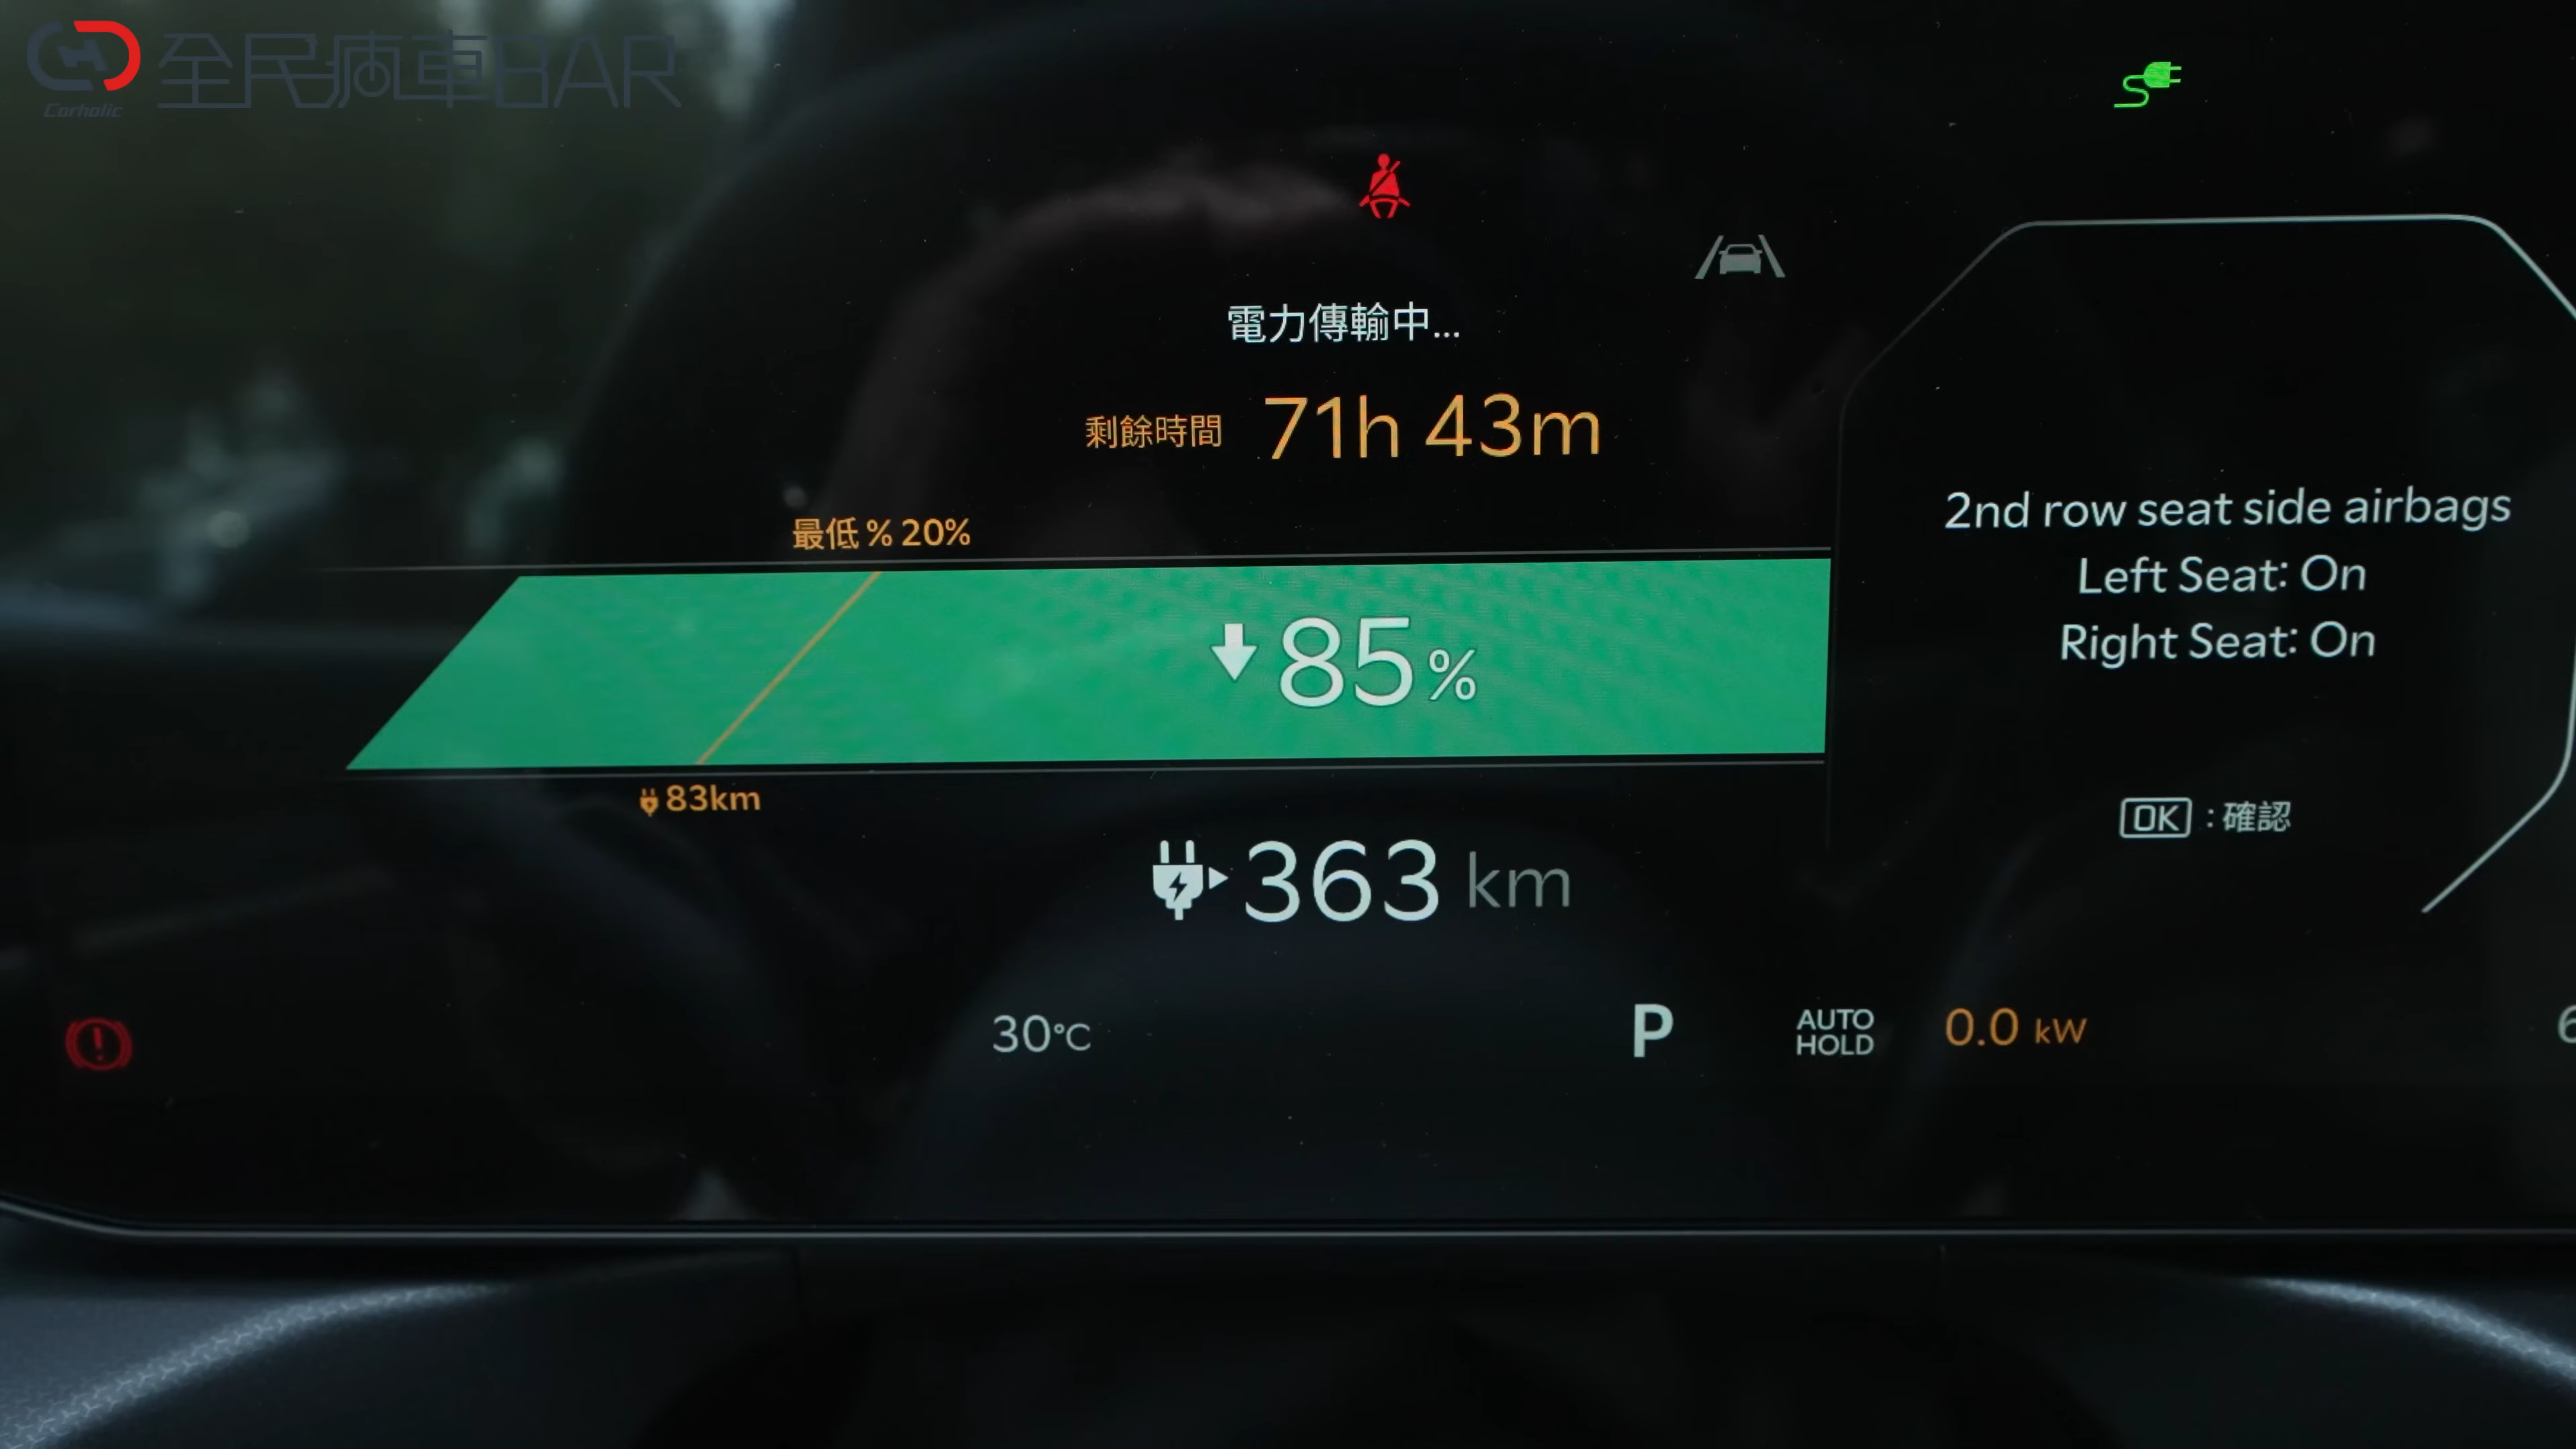 全民瘋車BAR
Carholic
電力傳輸中...
剩餘時間 71h 43m
最低 % 20%
85%
83km
363 km
2nd row seat side airbags
Left Seat: On
Right Seat: On
OK : 確認
30°C
P
AUTO HOLD
0.0 kW
6